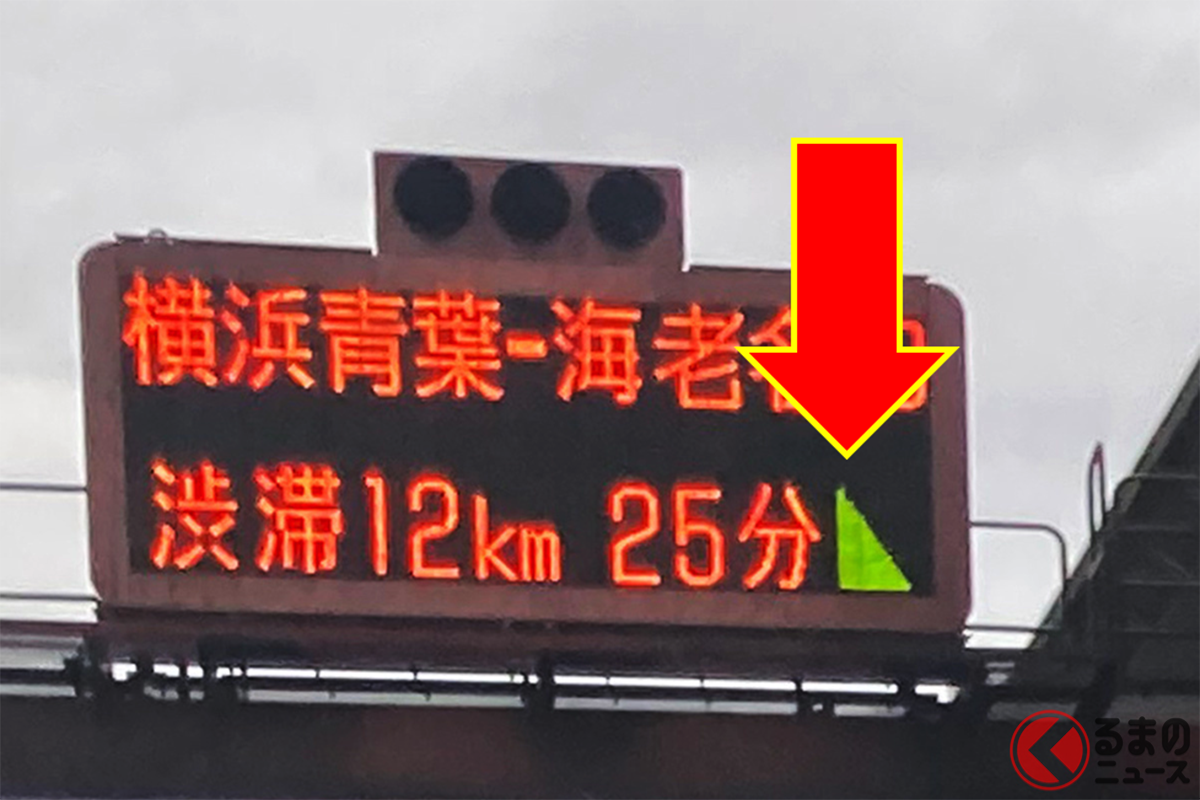 横浜青葉-海老名
渋滞12km 25分
くるまの
ニュース